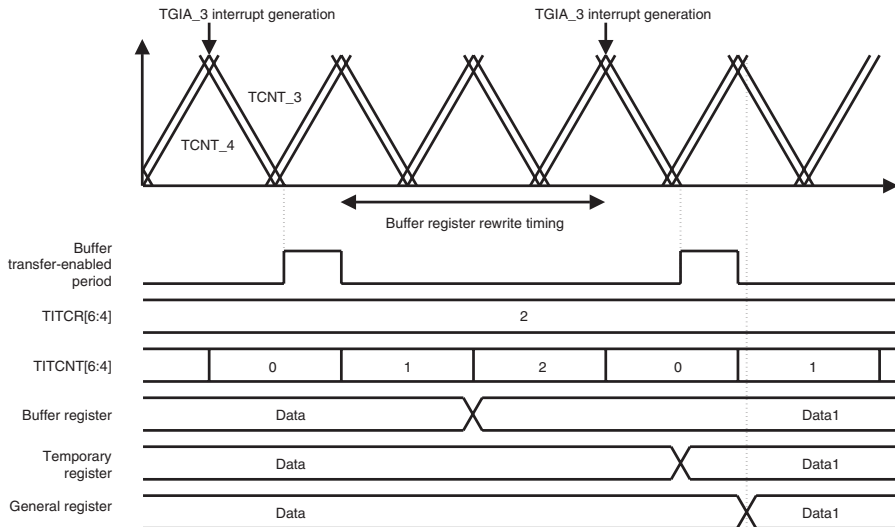 TGIA_3 interrupt generation
TGIA_3 interrupt generation
TCNT_3
TCNT_4
Buffer register rewrite timing
Buffer
transfer-enabled
period
TITCR[6:4]
2
TITCNT[6:4]
0
1
2
0
1
Buffer register
Data
Data1
Temporary
register
Data
Data1
General register
Data
Data1